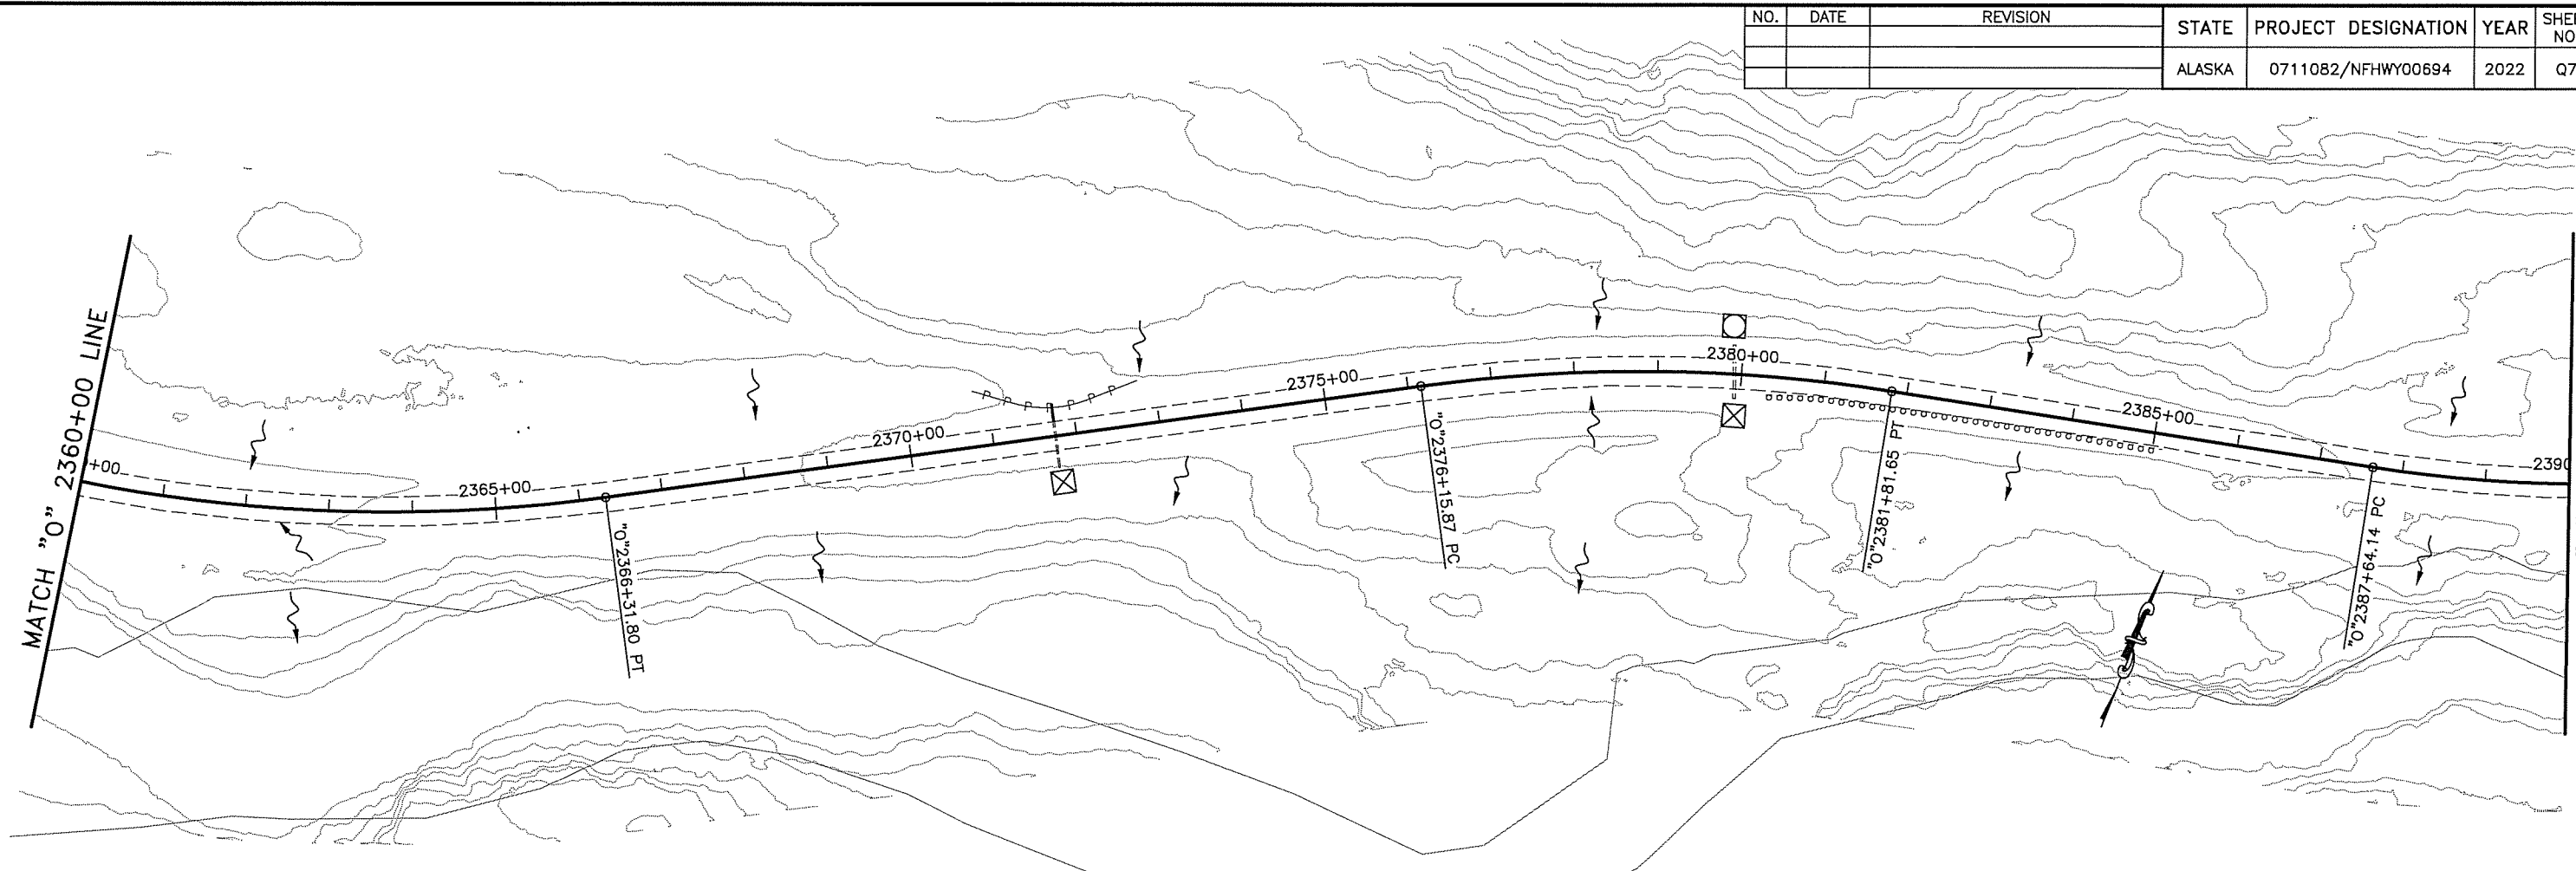 NO. DATE REVISION STATE PROJECT DESIGNATION YEAR
ALASKA 0711082/NFHWY00694 2022 Q7
MATCH "O" 2360+00 LINE
+00
2365+00
2370+00
2375+00
2380+00
2385+00
"O"2366+31.80 PT
"O"2376+15.87 PC
"O"2381+81.65 PT
"O"2387+64.14 PC
P P P P P P P